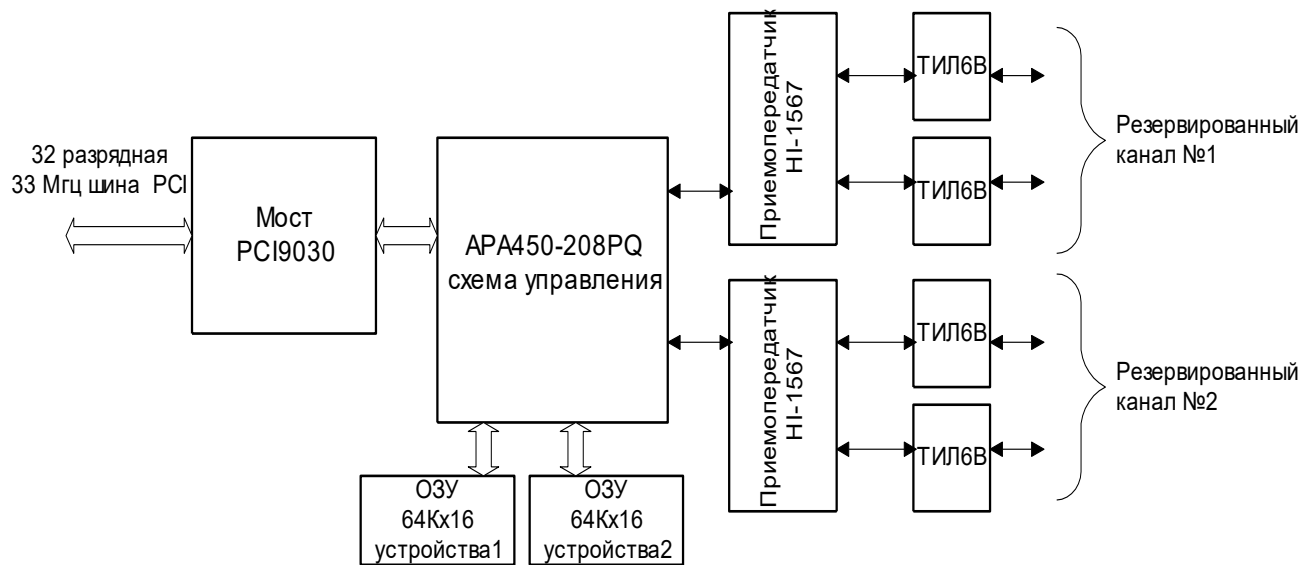 32 разрядная
33 Мгц шина PCI
Мост
PCI9030
APA450-208PQ
схема управления
ОЗУ
64Кх16
устройства1
ОЗУ
64Кх16
устройства2
Приемопередатчик
HI-1567
ТИЛ6В
ТИЛ6В
Резервированный
канал №1
Приемопередатчик
HI-1567
ТИЛ6В
ТИЛ6В
Резервированный
канал №2